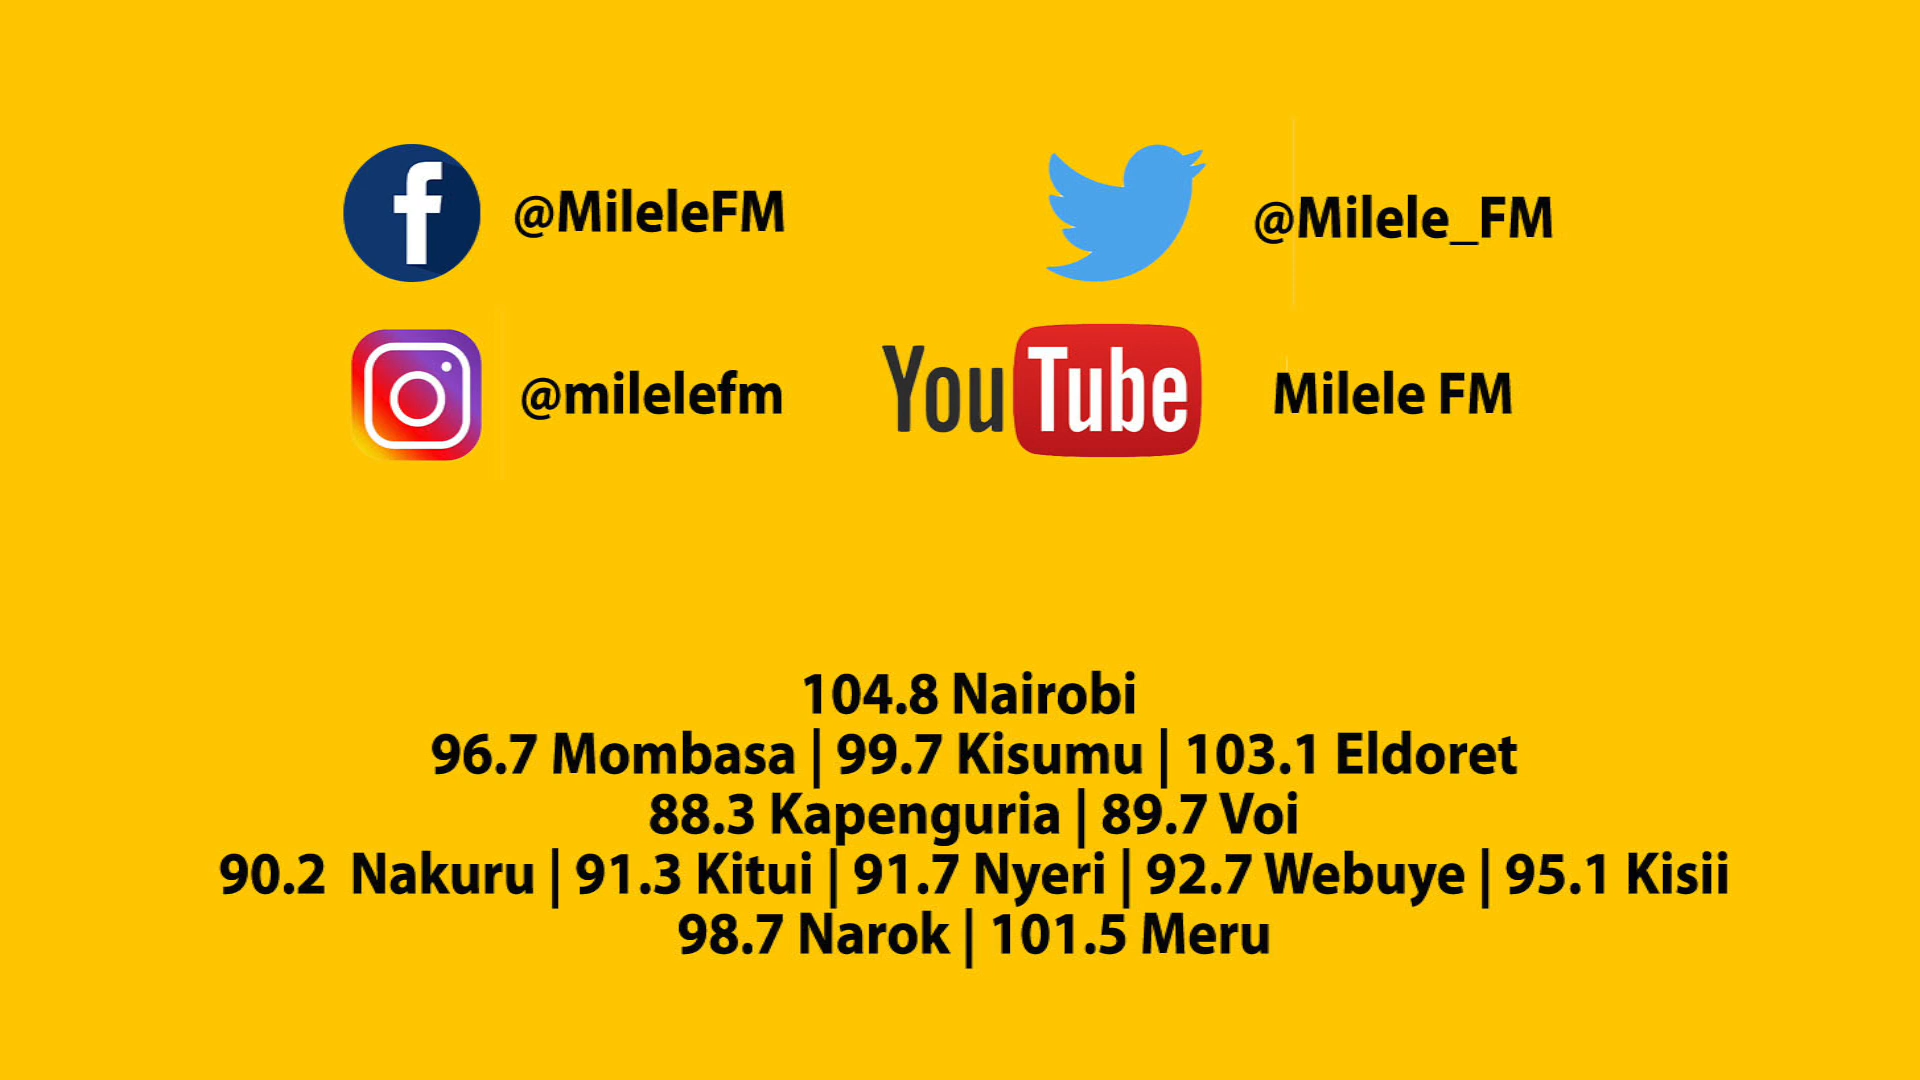 @MileleFM
@Milele_FM
@milelefm
YouTube
Milele FM
104.8 Nairobi
96.7 Mombasa | 99.7 Kisumu | 103.1 Eldoret
88.3 Kapenguria | 89.7 Voi
90.2 Nakuru | 91.3 Kitui | 91.7 Nyeri | 92.7 Webuye | 95.1 Kisii
98.7 Narok | 101.5 Meru